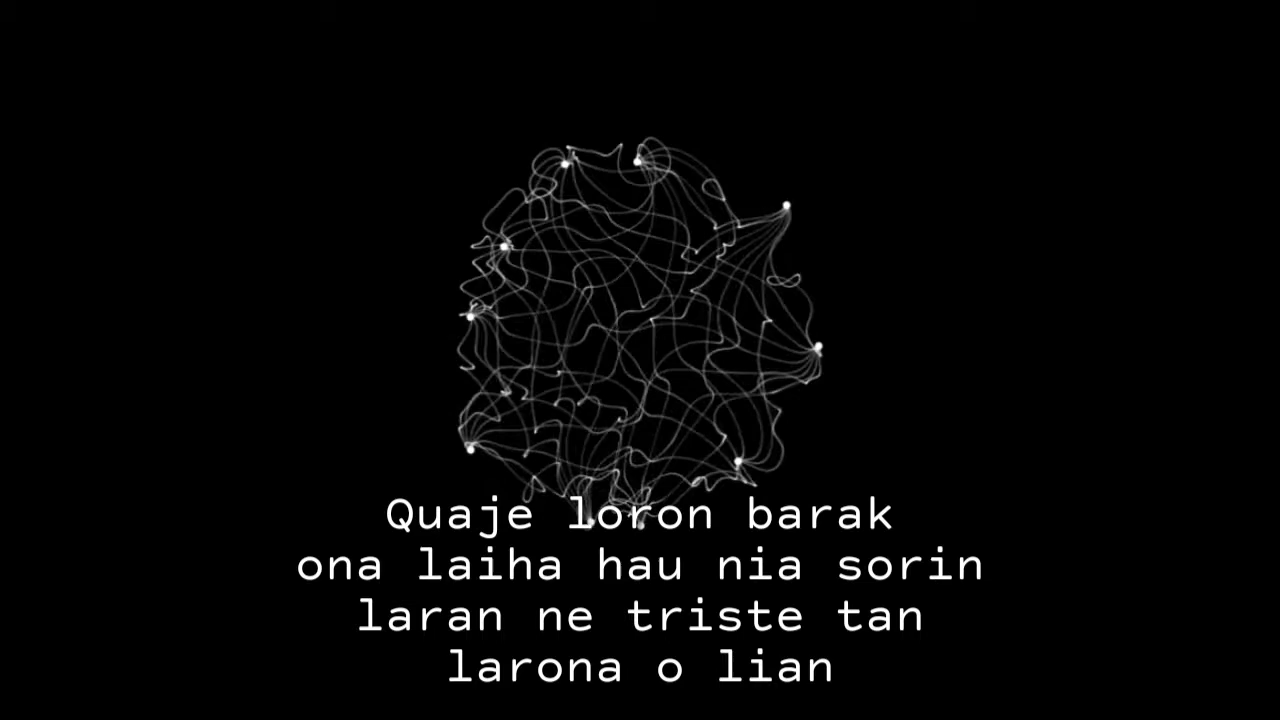 Quaje loron barak
ona laiha hau nia sorin
laran ne triste tan
larona o lian